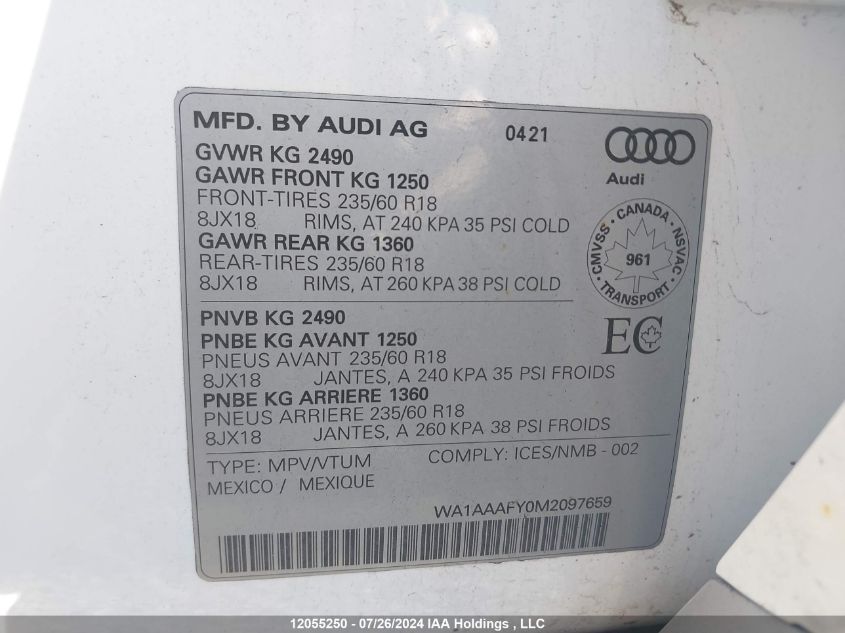 MFD. BY AUDI AG 0421
Audi
GVWR KG 2490
GAWR FRONT KG 1250
FRONT-TIRES 235/60 R18
8JX18 RIMS, AT 240 KPA 35 PSI COLD
GAWR REAR KG 1360
REAR-TIRES 235/60 R18
8JX18 RIMS, AT 260 KPA 38 PSI COLD
CMVSS · CANADA · NSVAC
961
TRANSPORT
PNVB KG 2490
PNBE KG AVANT 1250
PNEUS AVANT 235/60 R18
8JX18 JANTES, A 240 KPA 35 PSI FROIDS
PNBE KG ARRIERE 1360
PNEUS ARRIERE 235/60 R18
8JX18 JANTES, A 260 KPA 38 PSI FROIDS
EC
TYPE: MPV/VTUM COMPLY: ICES/NMB - 002
MEXICO / MEXIQUE
WA1AAAFY0M2097659
12055250 - 07/26/2024 IAA Holdings , LLC